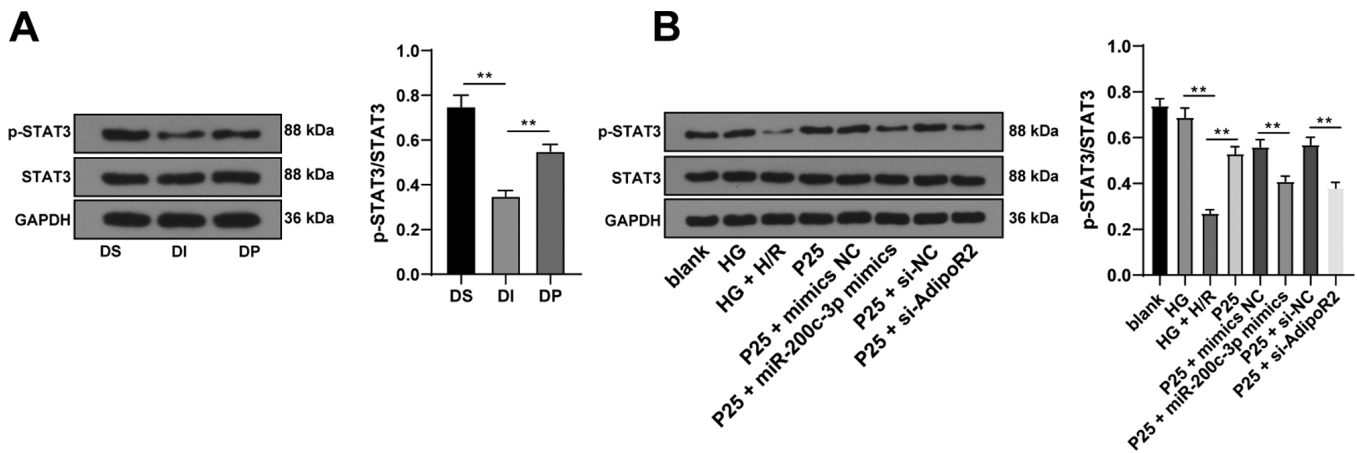 A
p-STAT3
88 kDa
STAT3
88 kDa
GAPDH
36 kDa
DS DI DP
p-STAT3/STAT3
1.0
0.8
0.6
0.4
0.2
0.0
**
**
DS DI DP
B
p-STAT3
88 kDa
STAT3
88 kDa
GAPDH
36 kDa
blank
HG
HG + H/R
P25
P25 + mimics NC
P25 + miR-200c-3p mimics
P25 + si-NC
P25 + si-AdipoR2
p-STAT3/STAT3
1.0
0.8
0.6
0.4
0.2
0.0
**
**
**
**
blank
HG
HG + H/R
P25
P25 + mimics NC
P25 + miR-200c-3p mimics
P25 + si-NC
P25 + si-AdipoR2